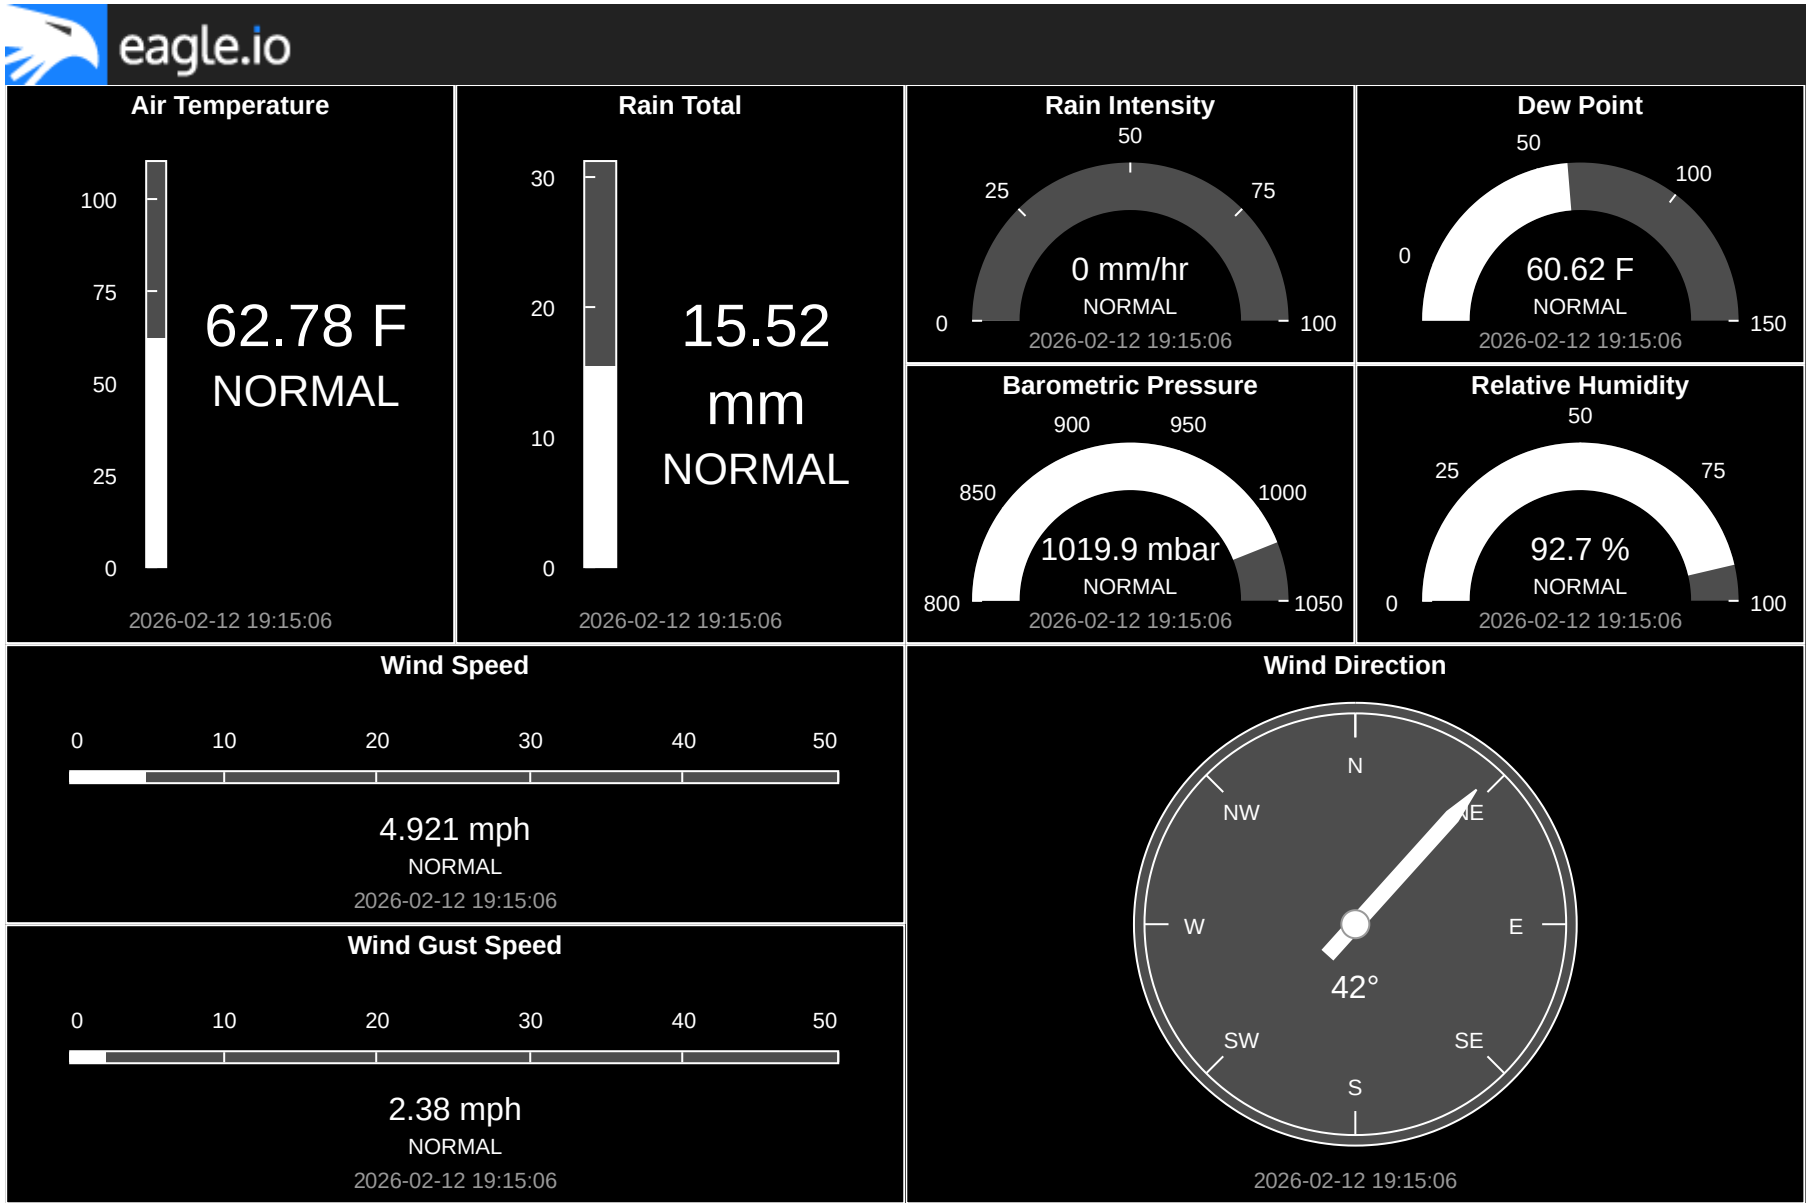 eagle.io
Air Temperature
100
75
50
25
0
62.78 F
NORMAL
2026-02-12 19:15:06
Rain Total
30
20
10
0
15.52
mm
NORMAL
2026-02-12 19:15:06
Rain Intensity
50
25
75
0
100
0 mm/hr
NORMAL
2026-02-12 19:15:06
Dew Point
50
100
0
150
60.62 F
NORMAL
2026-02-12 19:15:06
Barometric Pressure
900
950
850
1000
800
1050
1019.9 mbar
NORMAL
2026-02-12 19:15:06
Relative Humidity
50
25
75
0
100
92.7 %
NORMAL
2026-02-12 19:15:06
Wind Speed
0 10 20 30 40 50
4.921 mph
NORMAL
2026-02-12 19:15:06
Wind Gust Speed
0 10 20 30 40 50
2.38 mph
NORMAL
2026-02-12 19:15:06
Wind Direction
N
NW
NE
W
E
42°
SW
SE
S
2026-02-12 19:15:06